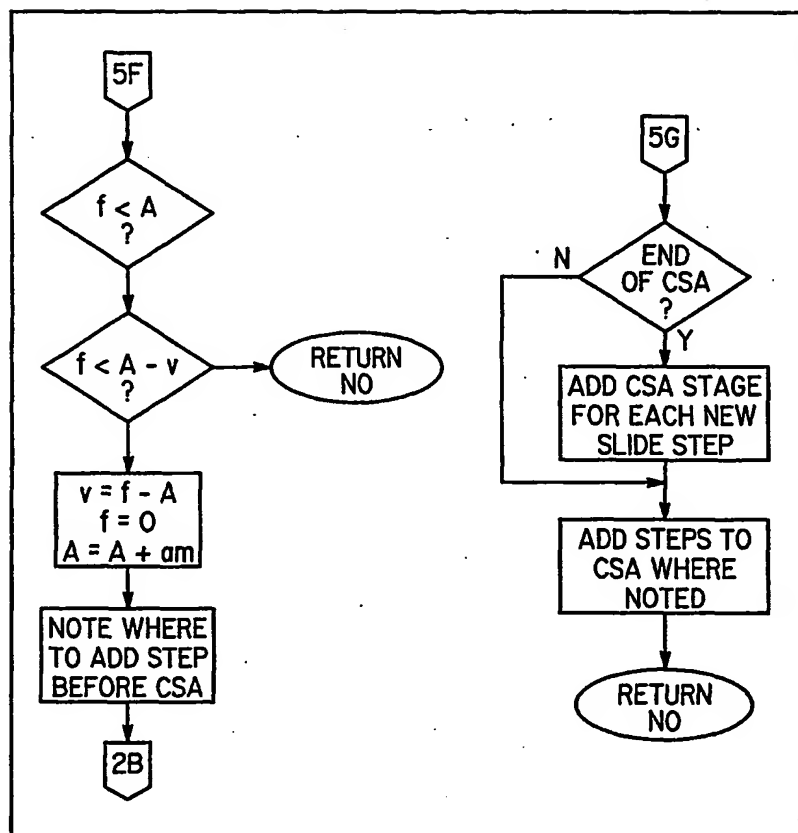 5F
f < A
?
f < A - v
?
RETURN
NO
v = f - A
f = 0
A = A + am
NOTE WHERE
TO ADD STEP
BEFORE CSA
2B
5G
N
END
OF CSA
?
Y
ADD CSA STAGE
FOR EACH NEW
SLIDE STEP
ADD STEPS TO
CSA WHERE
NOTED
RETURN
NO